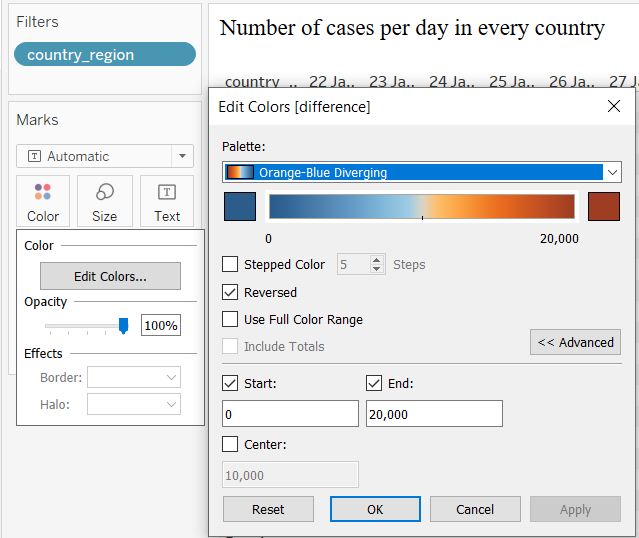 Filters
country_region
Marks
T Automatic
Color Size Text
Color
Edit Colors...
Opacity
100%
Effects
Border:
Halo:
Number of cases per day in every country
country_.. 22 Ja.. 23 Ja.. 24 Ja.. 25 Ja.. 26 Ja.. 27 J
Edit Colors [difference]
Palette:
Orange-Blue Diverging
0 20,000
Stepped Color 5 Steps
Reversed
Use Full Color Range
Include Totals
<< Advanced
Start: End:
0 20,000
Center:
10,000
Reset OK Cancel Apply